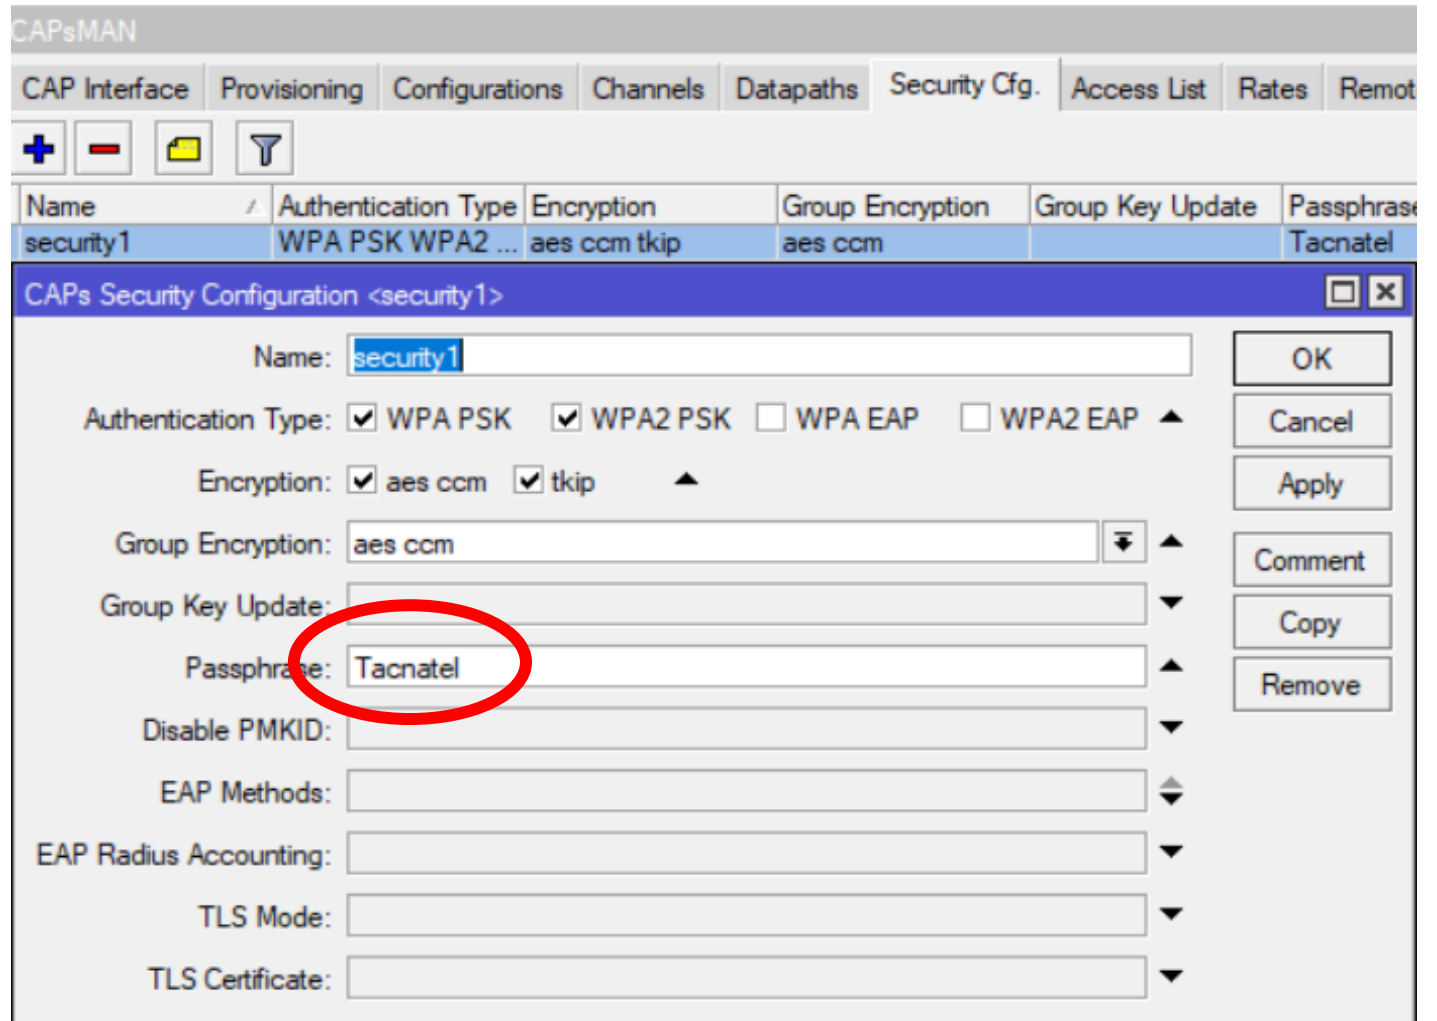 CAPsMAN
CAP Interface Provisioning Configurations Channels Datapaths Security Cfg. Access List Rates Remot
Name Authentication Type Encryption Group Encryption Group Key Update Passphrase
security1 WPA PSK WPA2 ... aes ccm tkip aes ccm Tacnatel
CAPs Security Configuration <security1>
Name: security1 OK
Authentication Type: WPA PSK WPA2 PSK WPA EAP WPA2 EAP Cancel
Encryption: aes ccm tkip Apply
Group Encryption: aes ccm Comment
Group Key Update: Copy
Passphrase: Tacnatel Remove
Disable PMKID:
EAP Methods:
EAP Radius Accounting:
TLS Mode:
TLS Certificate: